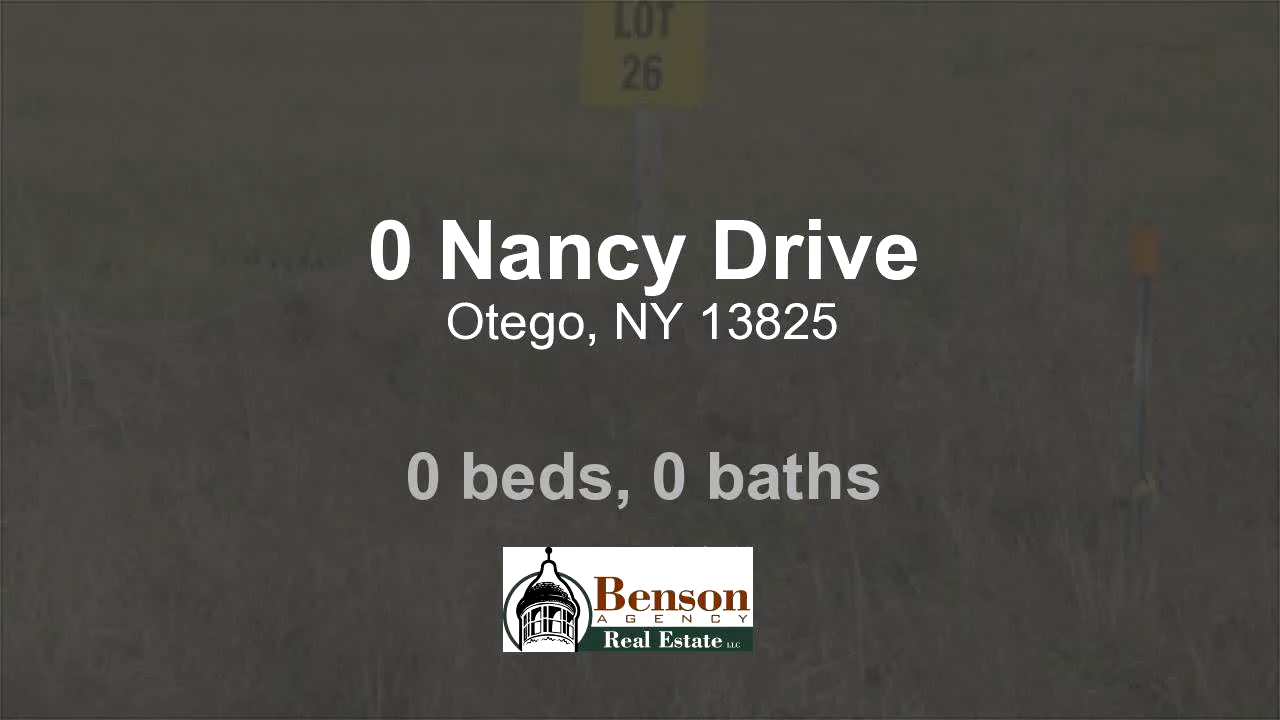 LOT
26
0 Nancy Drive
Otego, NY 13825
0 beds, 0 baths
Benson
AGENCY
Real Estate LLC